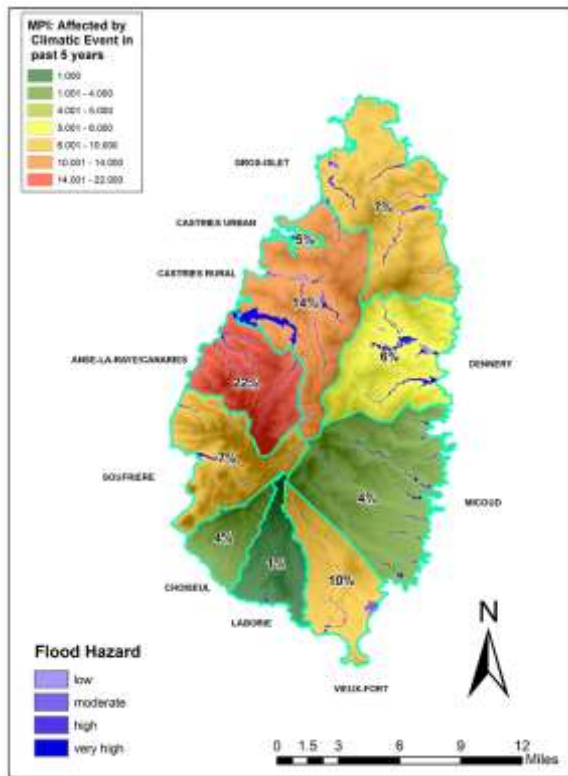 MPI: Affected by
Climatic Event in
past 5 years
1.000
1.001 - 4.000
4.001 - 5.000
5.001 - 6.000
6.001 - 10.000
10.001 - 14.000
14.001 - 22.000
GROS-ISLET
7%
CASTRIES URBAN
5%
CASTRIES RURAL
14%
ANSE-LA-RAYE/CANARIES
22%
6%
DENNERY
7%
SOUFRIERE
4%
MICOUD
4%
CHOISEUL
1%
LABORIE
10%
VIEUX-FORT
N
Flood Hazard
low
moderate
high
very high
0 1.5 3 6 9 12
Miles